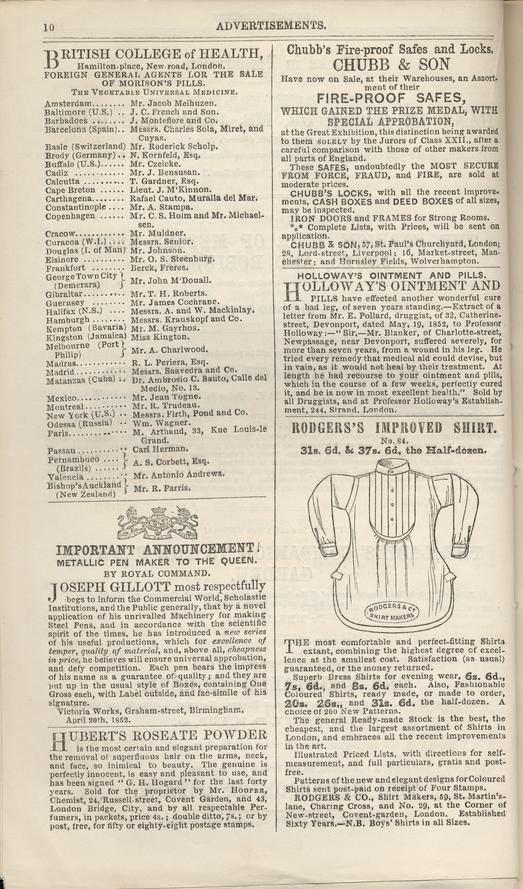 10
ADVERTISEMENTS.
BRITISH COLLEGE of HEALTH,
Hamilton-place, New-road, London.
FOREIGN GENERAL AGENTS LOR THE SALE
OF MORISON'S PILLS.
THE VEGETABLE UNIVERSAL MEDICINE.
Amsterdam........ Mr. Jacob Meihuzen.
Baltimore (U.S.) .. J. C. French and Son.
Barbadoes ........ J. Montefiore and Co.
Barcelona (Spain).. Messrs. Charles Sola, Miret, and
Cuyas.
Basle (Switzerland) Mr. Roderick Scholp.
Brody (Germany) .. N. Kornfeld, Esq.
Buffalo (U.S.)..... Mr. Czeicke.
Cadiz ............ Mr. J. Bensusan.
Calcutta .......... T. Gardner, Esq.
Cape Breton ...... Lieut. J. M'Kinnon.
Carthagena........ Rafael Cauto, Muralla del Mar.
Constantinople .... Mr. A. Stampa.
Copenhagen ...... Mr. C. S. Hoim and Mr. Michael-
sen.
Cracow............ Mr. Muldner.
Curacoa (W.I.) .... Messrs. Senior.
Douglas (I. of Man) Mr. Johnson.
Elsinore .......... Mr. O. S. Steenburg.
Frankfort ........ Berck, Freres.
George Town City } Mr. John M'Douall.
(Demerara)
Gibraltar.......... Mr. T. H. Roberts.
Guernsey ........ Mr. James Cochrane.
Halifax (N.S.) .... Messrs. A. and W. Mackinlay.
Hamburgh ........ Messrs. Krauskopf and Co.
Kempton (Bavaria) Mr. M. Gayrhos.
Kingston (Jamaica) Miss Kington.
Melbourne (Port } Mr. A. Charlwood.
Philip)
Madras............ R. L. Periera, Esq.
Madrid............ Messrs. Saavedra and Co.
Matanzas (Cuba) .. Dr. Ambrosio C. Sauto, Calle del
Medio, No. 13.
Mexico............ Mr. Jean Togne.
Montreal.......... Mr. R. Trudeau.
New York (U.S.) .. Messrs. Firth, Pond and Co.
Odessa (Russia) .. Wm. Wagner.
Paris.............. M. Arthaud, 33, Rue Louis-le
Grand.
Passau ............ Carl Herman.
Pernambuco .... } A. S. Corbett, Esq.
(Brazils) ......
Valencia .......... Mr. Antonio Andrews.
Bishop's Auckland } Mr. R. Parris.
(New Zealand)
IMPORTANT ANNOUNCEMENT!
METALLIC PEN MAKER TO THE QUEEN.
BY ROYAL COMMAND.
JOSEPH GILLOTT most respectfully
begs to inform the Commercial World, Scholastic
Institutions, and the Public generally, that by a novel
application of his unrivalled Machinery for making
Steel Pens, and in accordance with the scientific
spirit of the times, he has introduced a new series
of his useful productions, which for excellence of
temper, quality of material, and, above all, cheapness
in price, he believes will ensure universal approbation,
and defy competition. Each pen bears the impress
of his name as a guarantee of quality; and they are
put up in the usual style of Boxes, containing One
Gross each, with Label outside, and fac-simile of his
signature.
Victoria Works, Graham-street, Birmingham,
April 20th, 1852.
HUBERT'S ROSEATE POWDER
is the most certain and elegant preparation for
the removal of superfluous hair on the arms, neck,
and face, so inimical to beauty. The genuine is
perfectly innocent, is easy and pleasant to use, and
has been signed "G. H. Hogard" for the last forty
years. Sold for the proprietor by Mr. HOOPER,
Chemist, 24, Russell-street, Covent Garden, and 43,
London Bridge, City, and by all respectable Per-
fumers, in packets, price 4s.; double ditto, 7s.; or by
post, free, for fifty or eighty-eight postage stamps.
Chubb's Fire-proof Safes and Locks.
CHUBB & SON
Have now on Sale, at their Warehouses, an Assort-
ment of their
FIRE-PROOF SAFES,
WHICH GAINED THE PRIZE MEDAL, WITH
SPECIAL APPROBATION,
at the Great Exhibition, this distinction being awarded
to them SOLELY by the Jurors of Class XXII., after a
careful comparison with those of other makers from
all parts of England.
These SAFES, undoubtedly the MOST SECURE
FROM FORCE, FRAUD, and FIRE, are sold at
moderate prices.
CHUBB'S LOCKS, with all the recent improve-
ments, CASH BOXES and DEED BOXES of all sizes,
may be inspected.
IRON DOORS and FRAMES for Strong Rooms.
*** Complete Lists, with Prices, will be sent on
application.
CHUBB & SON, 57, St. Paul's Churchyard, London;
28, Lord-street, Liverpool; 16, Market-street, Man-
chester; and Horsley Fields, Wolverhampton.
HOLLOWAY'S OINTMENT AND PILLS.
HOLLOWAY'S OINTMENT AND
PILLS have effected another wonderful cure
of a bad leg, of seven years standing—Extract of a
letter from Mr. E. Pollard, druggist, of 32, Catherine-
street, Devonport, dated May, 19, 1852, to Professor
Holloway:—"Sir,—Mr. Blanker, of Charlotte-street,
Newpassage, near Devonport, suffered severely, for
more than seven years, from a wound in his leg. He
tried every remedy that medical aid could devise, but
in vain, as it would not heal by their treatment. At
length he had recourse to your ointment and pills,
which in the course of a few weeks, perfectly cured
it, and he is now in most excellent health." Sold by
all Druggists, and at Professor Holloway's Establish-
ment, 244, Strand, London.
RODGERS'S IMPROVED SHIRT.
No. 84.
31s. 6d, & 37s. 6d, the Half-dozen.
RODGERS & Co.
SHIRT MAKERS
THE most comfortable and perfect-fitting Shirts
extant, combining the highest degree of excel-
lence at the smallest cost. Satisfaction (as usual)
guaranteed, or the money returned.
Superb Dress Shirts for evening wear, 6s. 6d.,
7s, 6d., and 8s. 6d. each. Also, Fashionable
Coloured Shirts, ready made, or made to order,
20s. 26s., and 31s. 6d. the half-dozen. A
choice of 200 New Patterns.
The general Ready-made Stock is the best, the
cheapest, and the largest assortment of Shirts in
London, and embraces all the recent improvements
in the art.
Illustrated Priced Lists, with directions for self-
measurement, and full particulars, gratis and post-
free.
Patterns of the new and elegant designs for Coloured
Shirts sent post-paid on receipt of Four Stamps.
RODGERS & CO., Shirt Makers, 59, St. Martin's-
lane, Charing Cross, and No. 29, at the Corner of
New-street, Covent-garden, London. Established
Sixty Years.—N.B. Boys' Shirts in all Sizes.